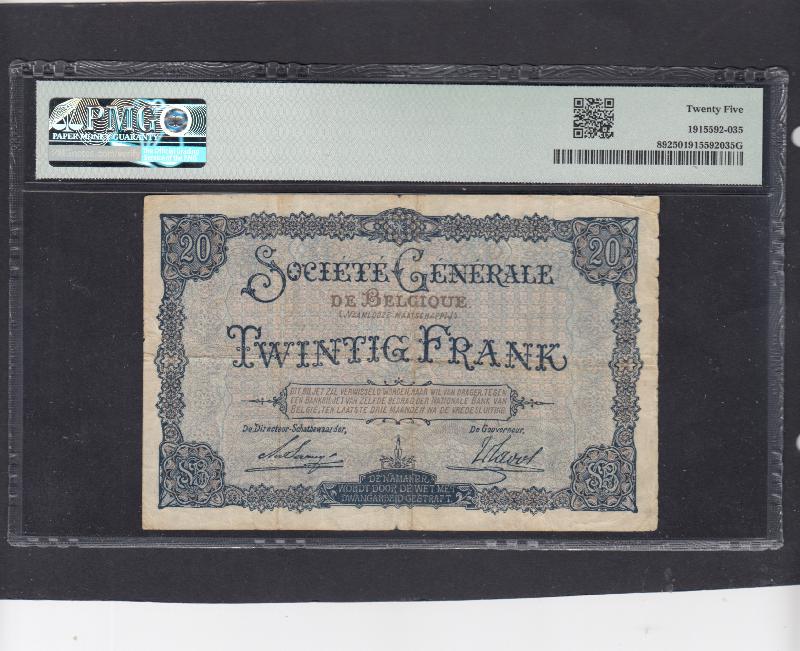 PMG
PAPER MONEY GUARANTY
Twenty Five
1915592-035
892501915592035G
20
20
SOCIÉTÉ GÉNÉRALE
DE BELGIQUE
(NAAMLOOZE MAATSCHAPPIJ)
TWINTIG FRANK
DIT BILJET ZAL VERWISSELD WORDEN, NAAR WIL VAN DRAGER, TEGEN
EEN BANKBILJET VAN ZELFDE BEDRAG DER NATIONALE BANK VAN
BELGIE, TEN LAATSTE DRIE MAANDEN NA DE VREDESLUITING.
De Directeur-Schatbewaarder,
De Gouverneur,
DE NAMAKER
WORDT DOOR DE WET MET
DWANGARBEID GESTRAFT.